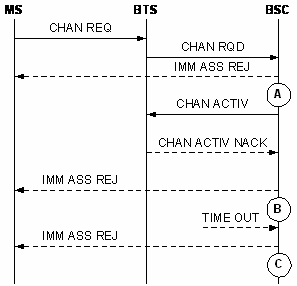 MS BTS BSC
CHAN REQ
CHAN RQD
IMM ASS REJ
A
CHAN ACTIV
CHAN ACTIV NACK
IMM ASS REJ
B
TIME OUT
IMM ASS REJ
C